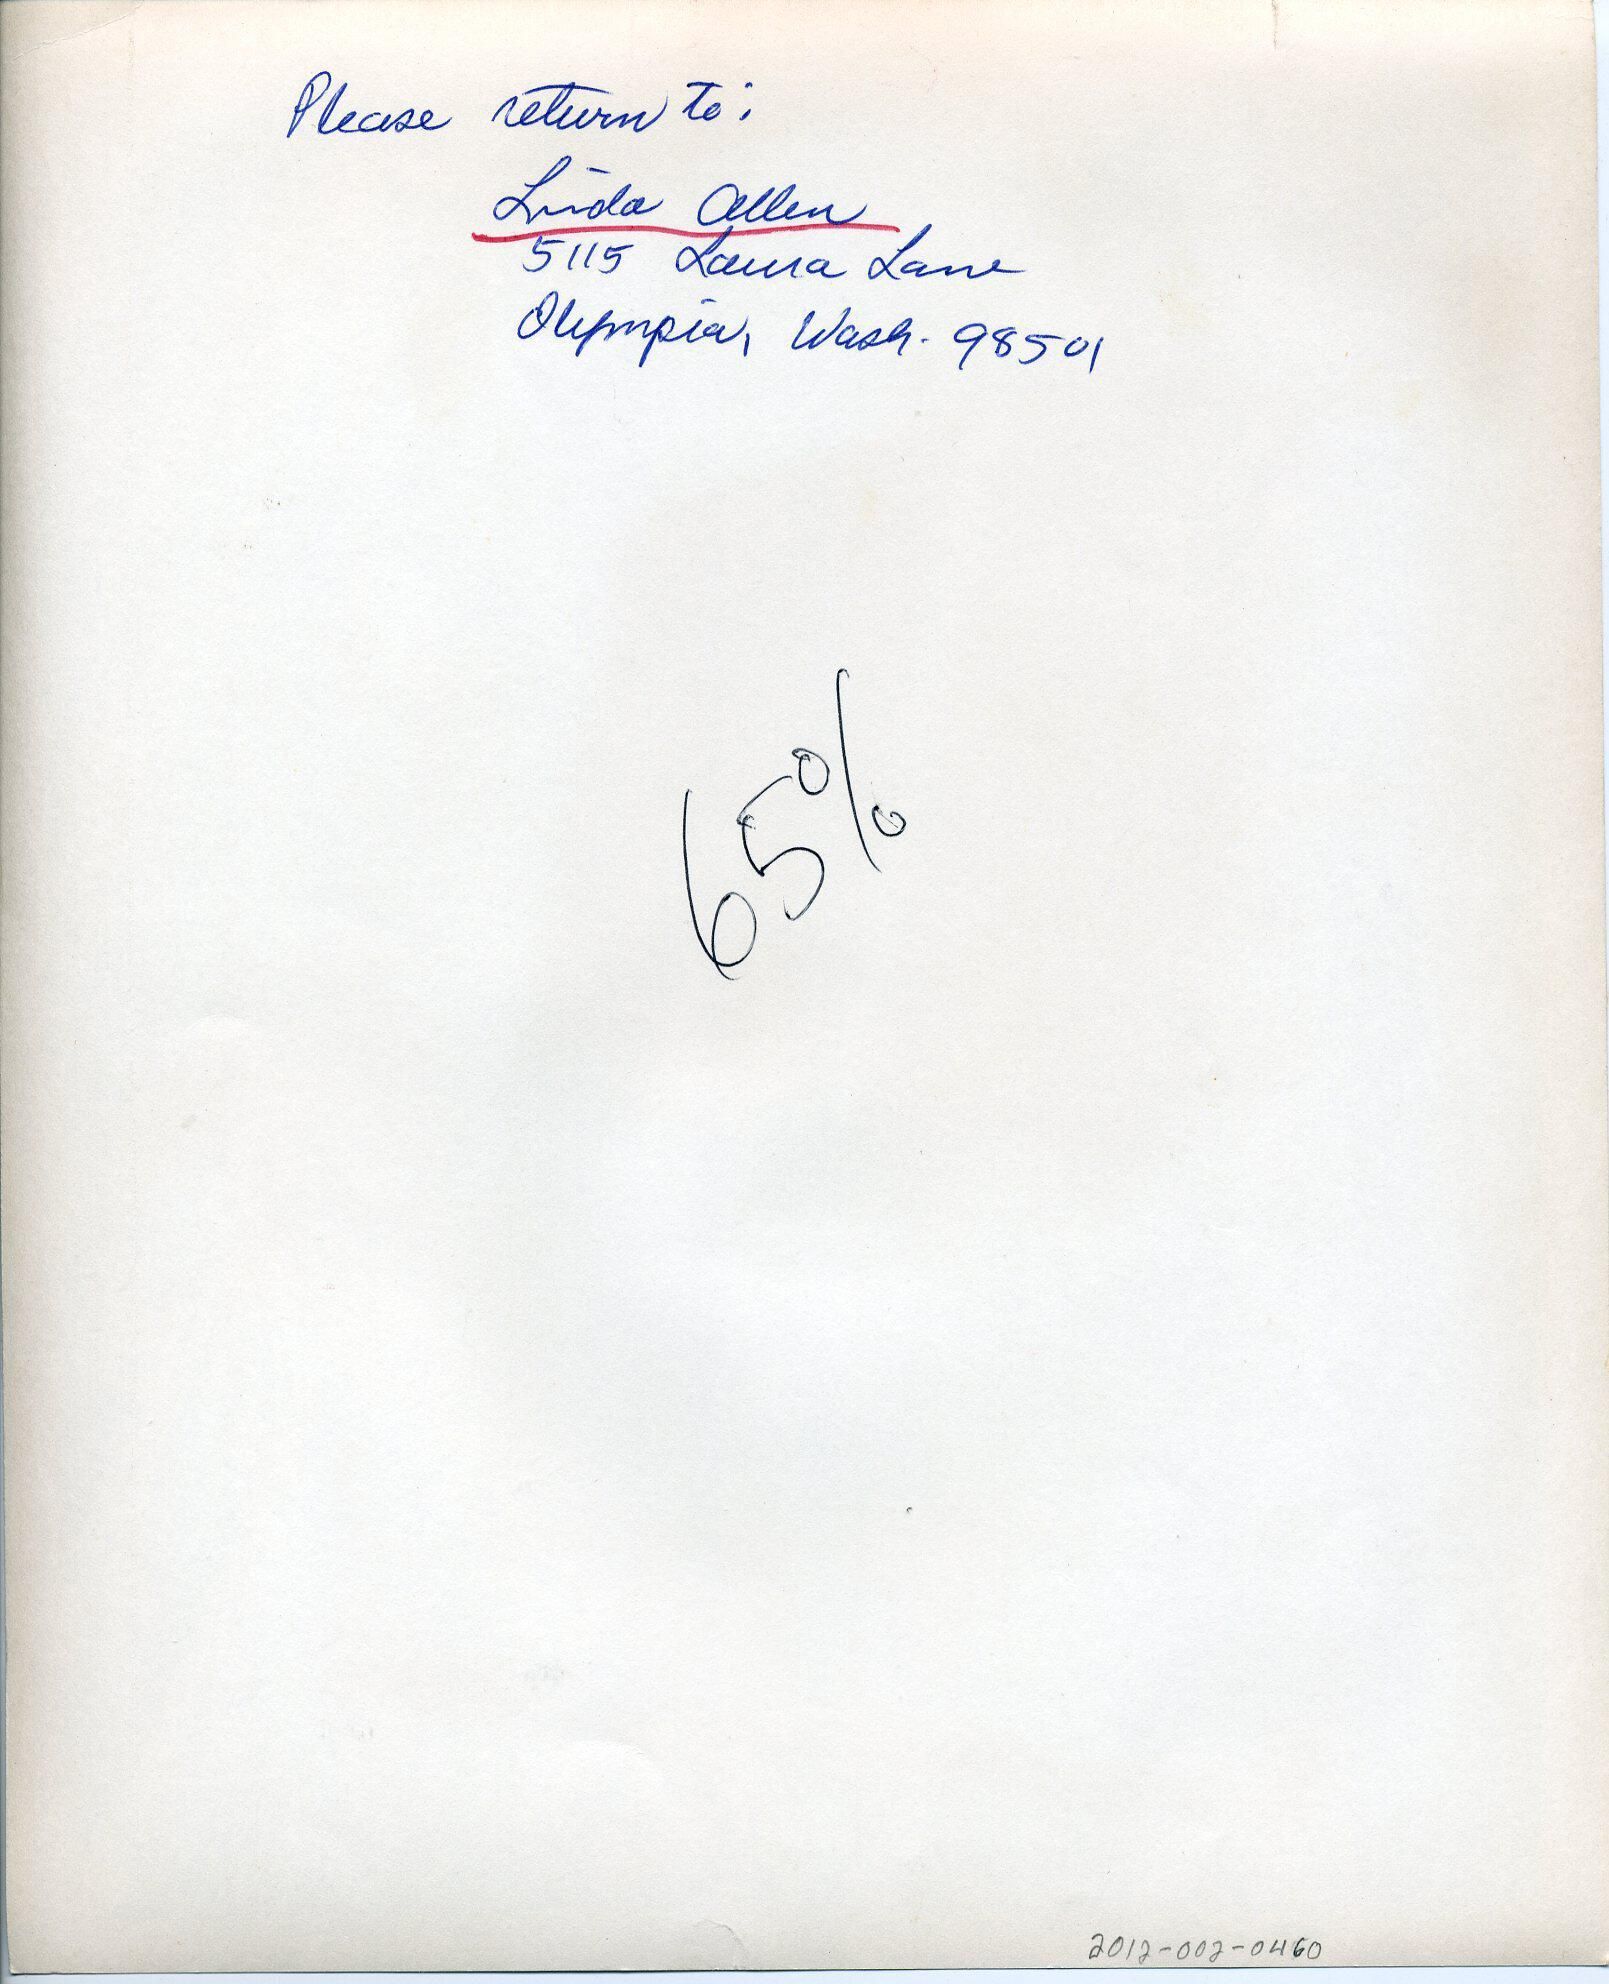 Please return to:
Linda Allen
5115 Laura Lane
Olympia, Wash. 98501
65%
2012-002-0460